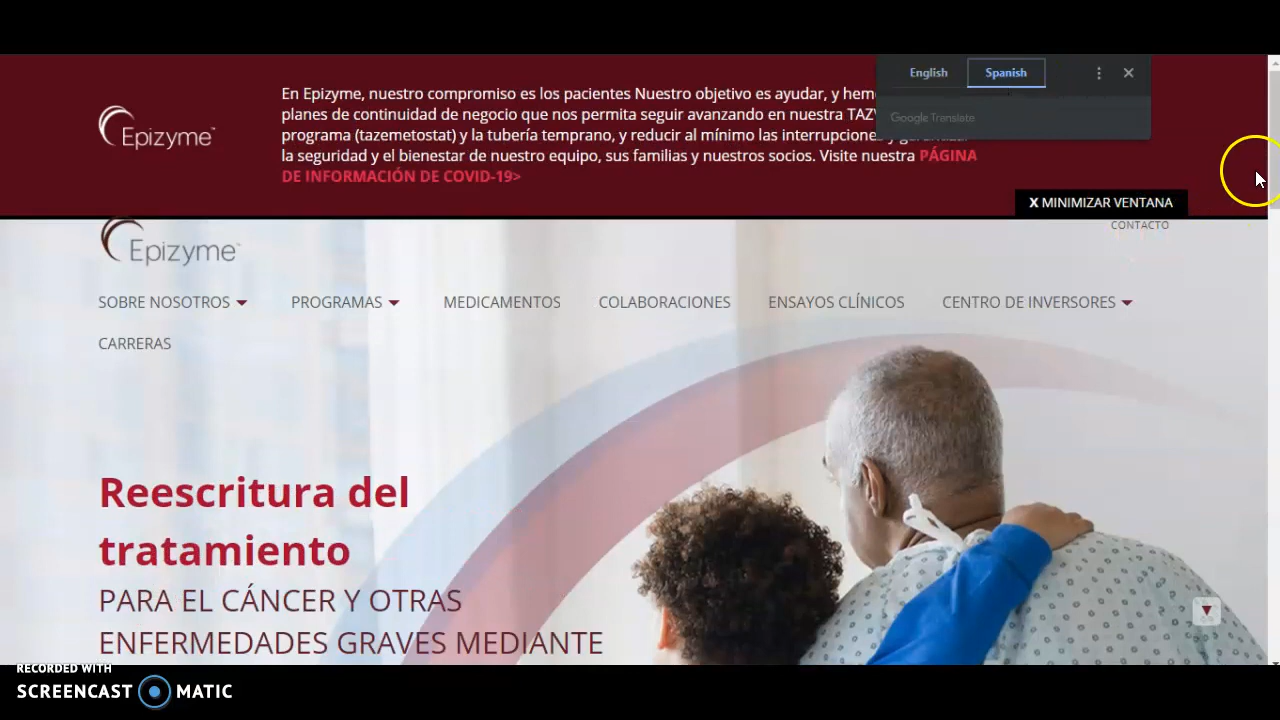 English
Spanish
Google Translate
Epizyme
En Epizyme, nuestro compromiso es los pacientes Nuestro objetivo es ayudar, y hem
planes de continuidad de negocio que nos permita seguir avanzando en nuestra TAZ
programa (tazemetostat) y la tubería temprano, y reducir al mínimo las interrupcione
la seguridad y el bienestar de nuestro equipo, sus familias y nuestros socios. Visite nuestra PÁGINA
DE INFORMACIÓN DE COVID-19>
X MINIMIZAR VENTANA
CONTACTO
Epizyme
SOBRE NOSOTROS PROGRAMAS MEDICAMENTOS COLABORACIONES ENSAYOS CLÍNICOS CENTRO DE INVERSORES
CARRERAS
Reescritura del
tratamiento
PARA EL CÁNCER Y OTRAS
ENFERMEDADES GRAVES MEDIANTE
RECORDED WITH
SCREENCAST MATIC